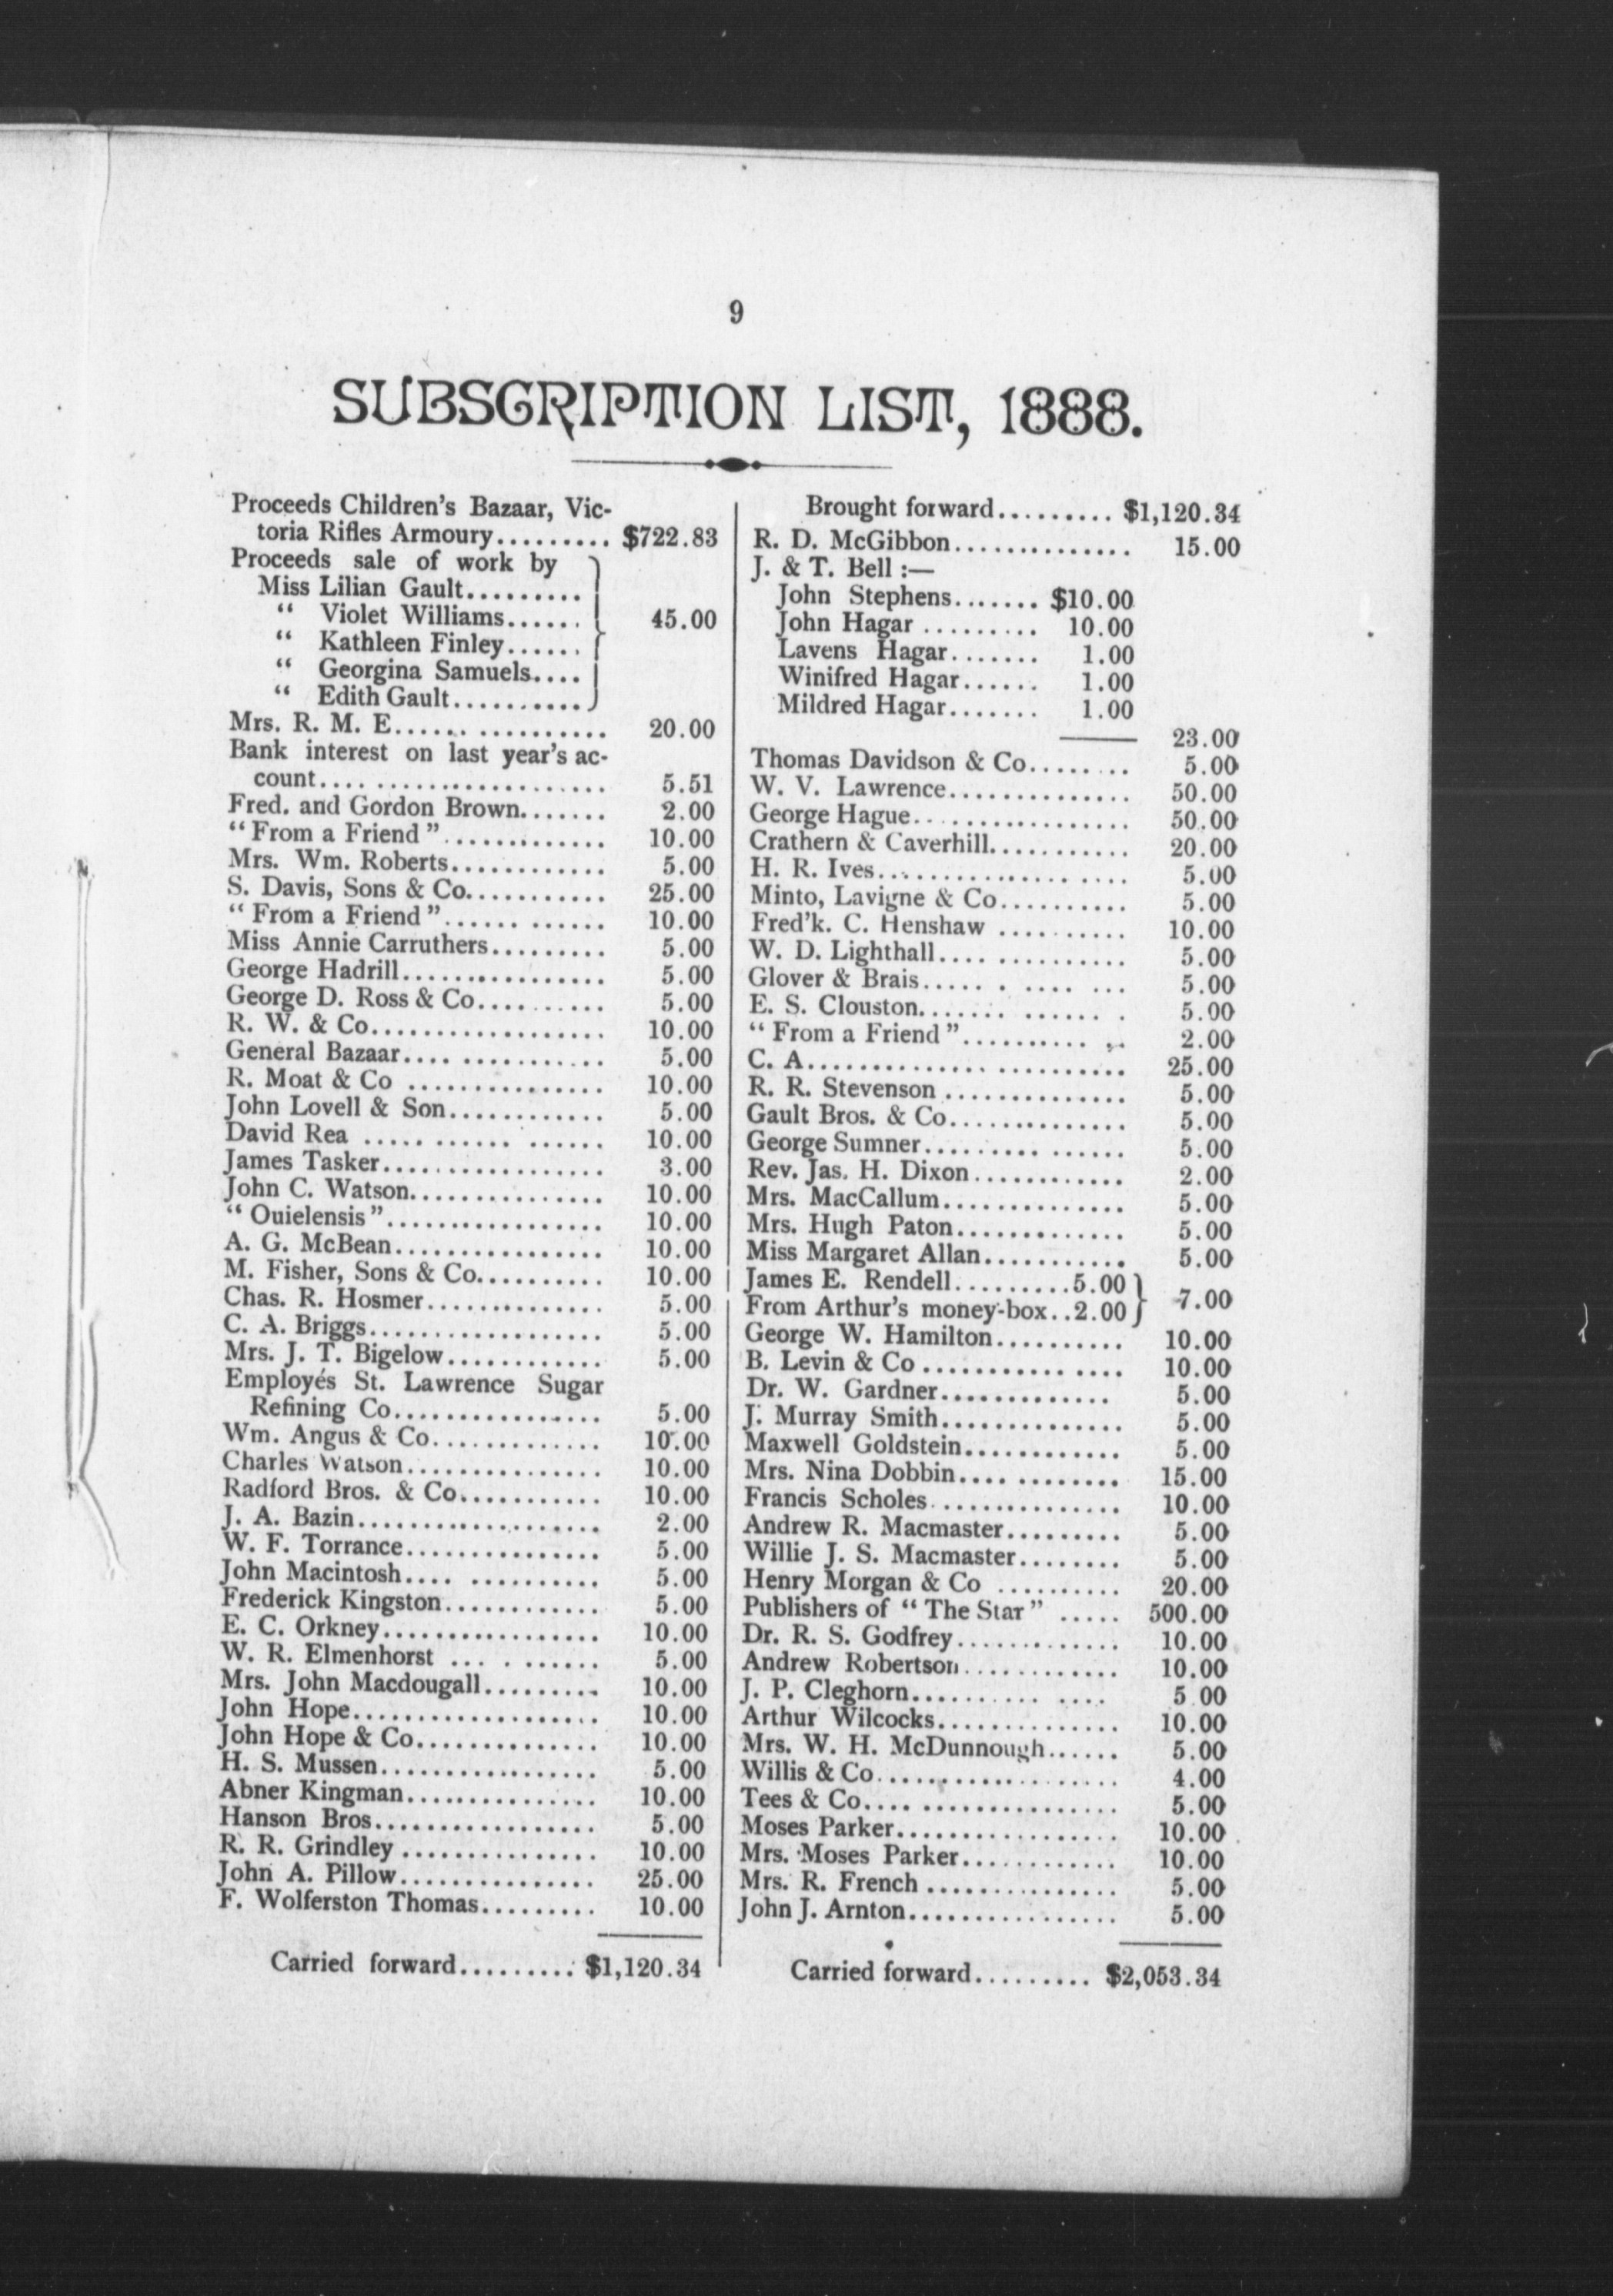 9
SUBSCRIPTION LIST, 1888.
Proceeds Children's Bazaar, Vic-
toria Rifles Armoury......... $722.83
Proceeds sale of work by
Miss Lilian Gault.........
" Violet Williams...... 45.00
" Kathleen Finley......
" Georgina Samuels....
" Edith Gault..........
Mrs. R. M. E................ 20.00
Bank interest on last year's ac-
count...................... 5.51
Fred. and Gordon Brown....... 2.00
"From a Friend"............. 10.00
Mrs. Wm. Roberts............ 5.00
S. Davis, Sons & Co........... 25.00
"From a Friend"............ 10.00
Miss Annie Carruthers......... 5.00
George Hadrill................ 5.00
George D. Ross & Co.......... 5.00
R. W. & Co.................. 10.00
General Bazaar............... 5.00
R. Moat & Co ............... 10.00
John Lovell & Son............ 5.00
David Rea ................. 10.00
James Tasker................. 3.00
John C. Watson............... 10.00
"Ouielensis"................. 10.00
A. G. McBean................ 10.00
M. Fisher, Sons & Co.......... 10.00
Chas. R. Hosmer.............. 5.00
C. A. Briggs.................. 5.00
Mrs. J. T. Bigelow............ 5.00
Employés St. Lawrence Sugar
Refining Co................ 5.00
Wm. Angus & Co............. 10.00
Charles Watson............... 10.00
Radford Bros. & Co........... 10.00
J. A. Bazin................... 2.00
W. F. Torrance............... 5.00
John Macintosh.............. 5.00
Frederick Kingston............ 5.00
E. C. Orkney................. 10.00
W. R. Elmenhorst ... . ...... 5.00
Mrs. John Macdougall......... 10.00
John Hope................... 10.00
John Hope & Co.............. 10.00
H. S. Mussen................. 5.00
Abner Kingman............... 10.00
Hanson Bros................. 5.00
R. R. Grindley ............... 10.00
John A. Pillow............... 25.00
F. Wolferston Thomas......... 10.00
Carried forward......... $1,120.34
Brought forward......... $1,120.34
R. D. McGibbon.............. 15.00
J. & T. Bell :—
John Stephens....... $10.00
John Hagar ......... 10.00
Lavens Hagar....... 1.00
Winifred Hagar...... 1.00
Mildred Hagar....... 1.00
23.00
Thomas Davidson & Co........ 5.00
W. V. Lawrence.............. 50.00
George Hague................. 50.00
Crathern & Caverhill........... 20.00
H. R. Ives................... 5.00
Minto, Lavigne & Co.......... 5.00
Fred'k. C. Henshaw .......... 10.00
W. D. Lighthall.............. 5.00
Glover & Brais...... . .... ... 5.00
E. S. Clouston.............. . 5.00
"From a Friend".......... .. 2.00
C. A........................ 25.00
R. R. Stevenson .............. 5.00
Gault Bros. & Co.............. 5.00
George Sumner............... 5.00
Rev. Jas. H. Dixon............ 2.00
Mrs. MacCallum.............. 5.00
Mrs. Hugh Paton............. 5.00
Miss Margaret Allan........... 5.00
James E. Rendell.........5.00
From Arthur's money-box..2.00 7.00
George W. Hamilton.......... 10.00
B. Levin & Co ............... 10.00
Dr. W. Gardner............. 5.00
J. Murray Smith.............. 5.00
Maxwell Goldstein............ 5.00
Mrs. Nina Dobbin............ 15.00
Francis Scholes............... 10.00
Andrew R. Macmaster......... 5.00
Willie J. S. Macmaster........ 5.00
Henry Morgan & Co .......... 20.00
Publishers of "The Star" ..... 500.00
Dr. R. S. Godfrey............. 10.00
Andrew Robertson............ 10.00
J. P. Cleghorn.............. 5.00
Arthur Wilcocks.............. 10.00
Mrs. W. H. McDunnough...... 5.00
Willis & Co................... 4.00
Tees & Co................... 5.00
Moses Parker................. 10.00
Mrs. Moses Parker............ 10.00
Mrs. R. French ............... 5.00
John J. Arnton................ 5.00
Carried forward......... $2,053.34